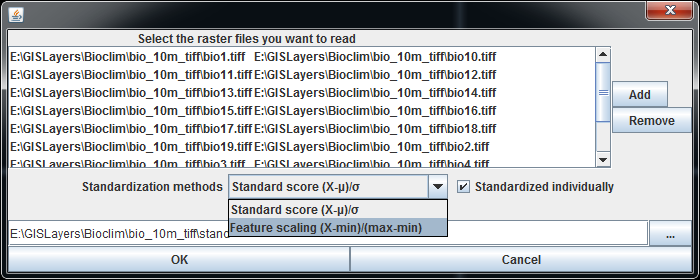 Select the raster files you want to read
E:\GISLayers\Bioclim\bio_10m_tiff\bio1.tiff E:\GISLayers\Bioclim\bio_10m_tiff\bio10.tiff
E:\GISLayers\Bioclim\bio_10m_tiff\bio11.tiff E:\GISLayers\Bioclim\bio_10m_tiff\bio12.tiff
E:\GISLayers\Bioclim\bio_10m_tiff\bio13.tiff E:\GISLayers\Bioclim\bio_10m_tiff\bio14.tiff
E:\GISLayers\Bioclim\bio_10m_tiff\bio15.tiff E:\GISLayers\Bioclim\bio_10m_tiff\bio16.tiff
E:\GISLayers\Bioclim\bio_10m_tiff\bio17.tiff E:\GISLayers\Bioclim\bio_10m_tiff\bio18.tiff
E:\GISLayers\Bioclim\bio_10m_tiff\bio19.tiff E:\GISLayers\Bioclim\bio_10m_tiff\bio2.tiff
E:\GISLayers\Bioclim\bio_10m_tiff\bio3.tiff E:\GISLayers\Bioclim\bio_10m_tiff\bio4.tiff
Add
Remove
Standardization methods Standard score (X-μ)/σ Standardized individually
Standard score (X-μ)/σ
Feature scaling (X-min)/(max-min)
E:\GISLayers\Bioclim\bio_10m_tiff\stand ...
OK Cancel